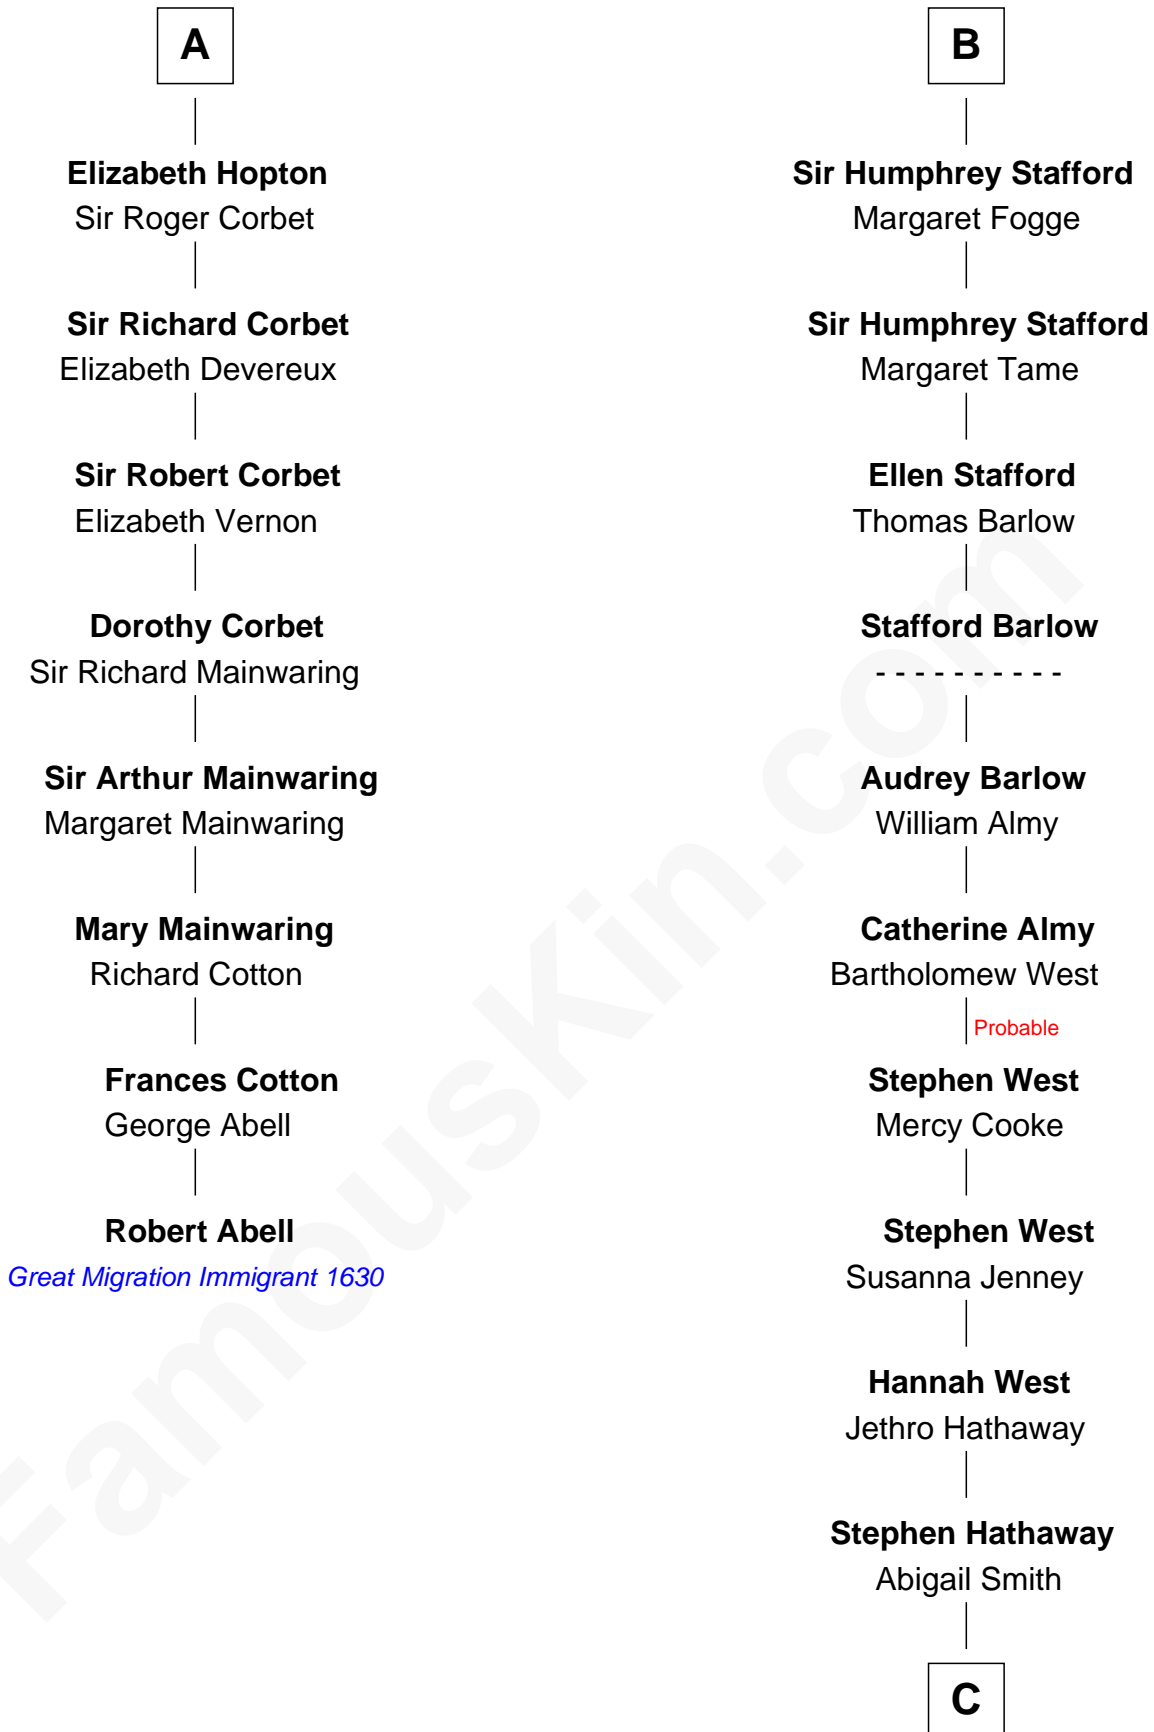 A
Elizabeth Hopton
Sir Roger Corbet
Sir Richard Corbet
Elizabeth Devereux
Sir Robert Corbet
Elizabeth Vernon
Dorothy Corbet
Sir Richard Mainwaring
Sir Arthur Mainwaring
Margaret Mainwaring
Mary Mainwaring
Richard Cotton
Frances Cotton
George Abell
Robert Abell
Great Migration Immigrant 1630
B
Sir Humphrey Stafford
Margaret Fogge
Sir Humphrey Stafford
Margaret Tame
Ellen Stafford
Thomas Barlow
Stafford Barlow
- - - - - - - - - -
Audrey Barlow
William Almy
Catherine Almy
Bartholomew West
Probable
Stephen West
Mercy Cooke
Stephen West
Susanna Jenney
Hannah West
Jethro Hathaway
Stephen Hathaway
Abigail Smith
C
FamousKin.com